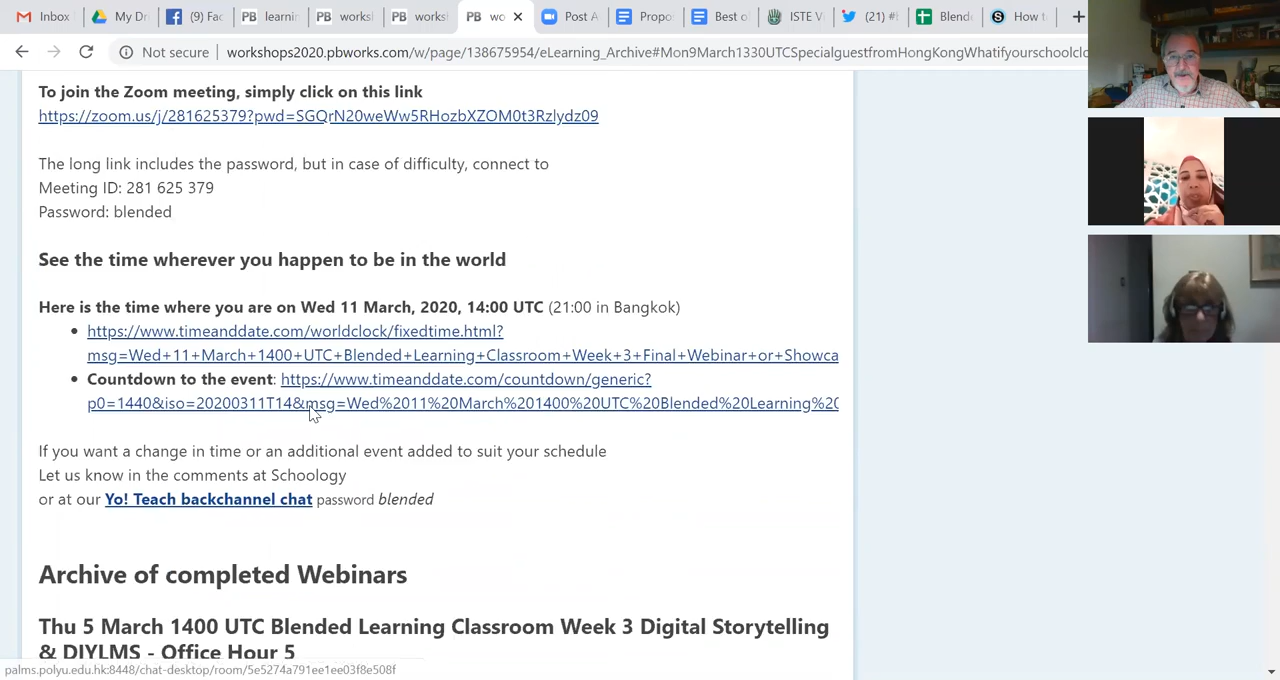 Inbox
My Dr
(9) Fac
learnin
works
works
wo
Post A
Propo
Best o
ISTE V
(21) #
Blende
How t
Not secure
workshops2020.pbworks.com/w/page/138675954/eLearning_Archive#Mon9March1330UTCSpecialguestfromHongKongWhatifyourschoolclo
To join the Zoom meeting, simply click on this link
https://zoom.us/j/281625379?pwd=SGQrN20weWw5RHozbXZOM0t3Rzlydz09
The long link includes the password, but in case of difficulty, connect to
Meeting ID: 281 625 379
Password: blended
See the time wherever you happen to be in the world
Here is the time where you are on Wed 11 March, 2020, 14:00 UTC (21:00 in Bangkok)
https://www.timeanddate.com/worldclock/fixedtime.html?
msg=Wed+11+March+1400+UTC+Blended+Learning+Classroom+Week+3+Final+Webinar+or+Showca
Countdown to the event: https://www.timeanddate.com/countdown/generic?
p0=1440&iso=20200311T14&msg=Wed%2011%20March%201400%20UTC%20Blended%20Learning%20
If you want a change in time or an additional event added to suit your schedule
Let us know in the comments at Schoology
or at our Yo! Teach backchannel chat password blended
Archive of completed Webinars
Thu 5 March 1400 UTC Blended Learning Classroom Week 3 Digital Storytelling
& DIYLMS - Office Hour 5
palms.polyu.edu.hk:8448/chat-desktop/room/5e5274a791ee1ee03f8e508f